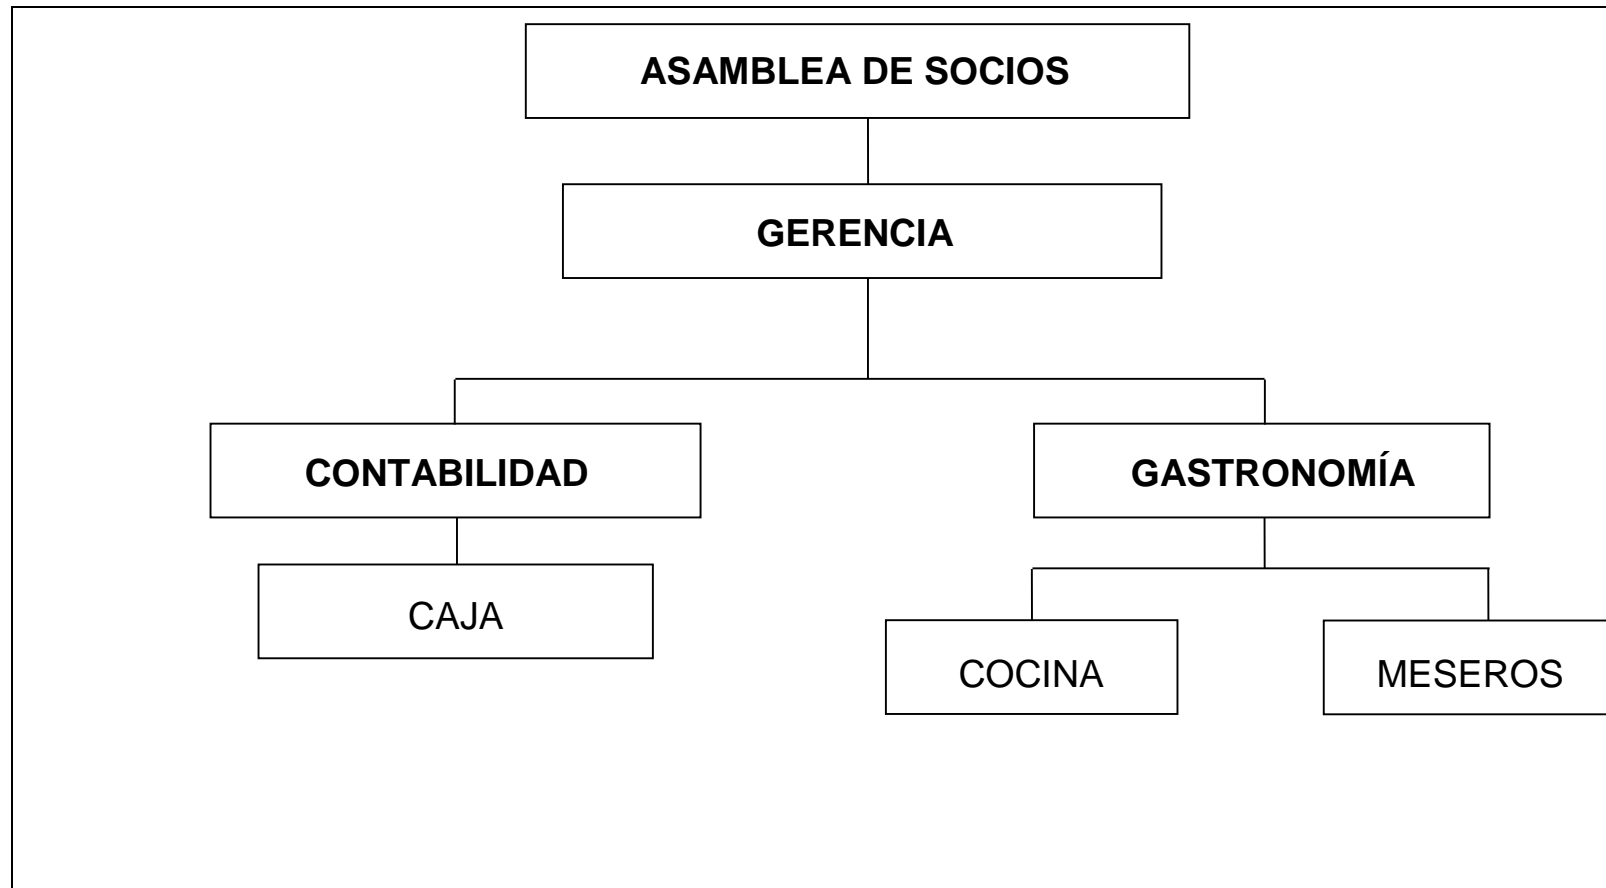 ASAMBLEA DE SOCIOS
GERENCIA
CONTABILIDAD
GASTRONOMÍA
CAJA
COCINA
MESEROS